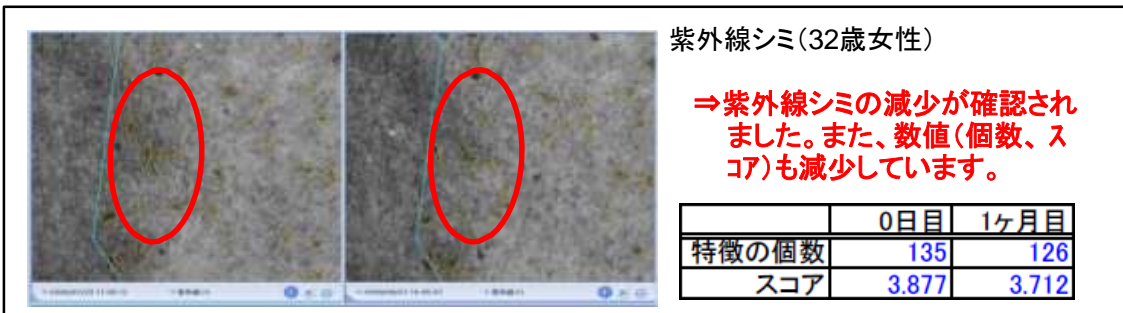 紫外線シミ（32歳女性）
⇒紫外線シミの減少が確認され
ました。また、数値（個数、ス
コア）も減少しています。
0日目 1ヶ月目
特徴の個数 135 126
スコア 3.877 3.712